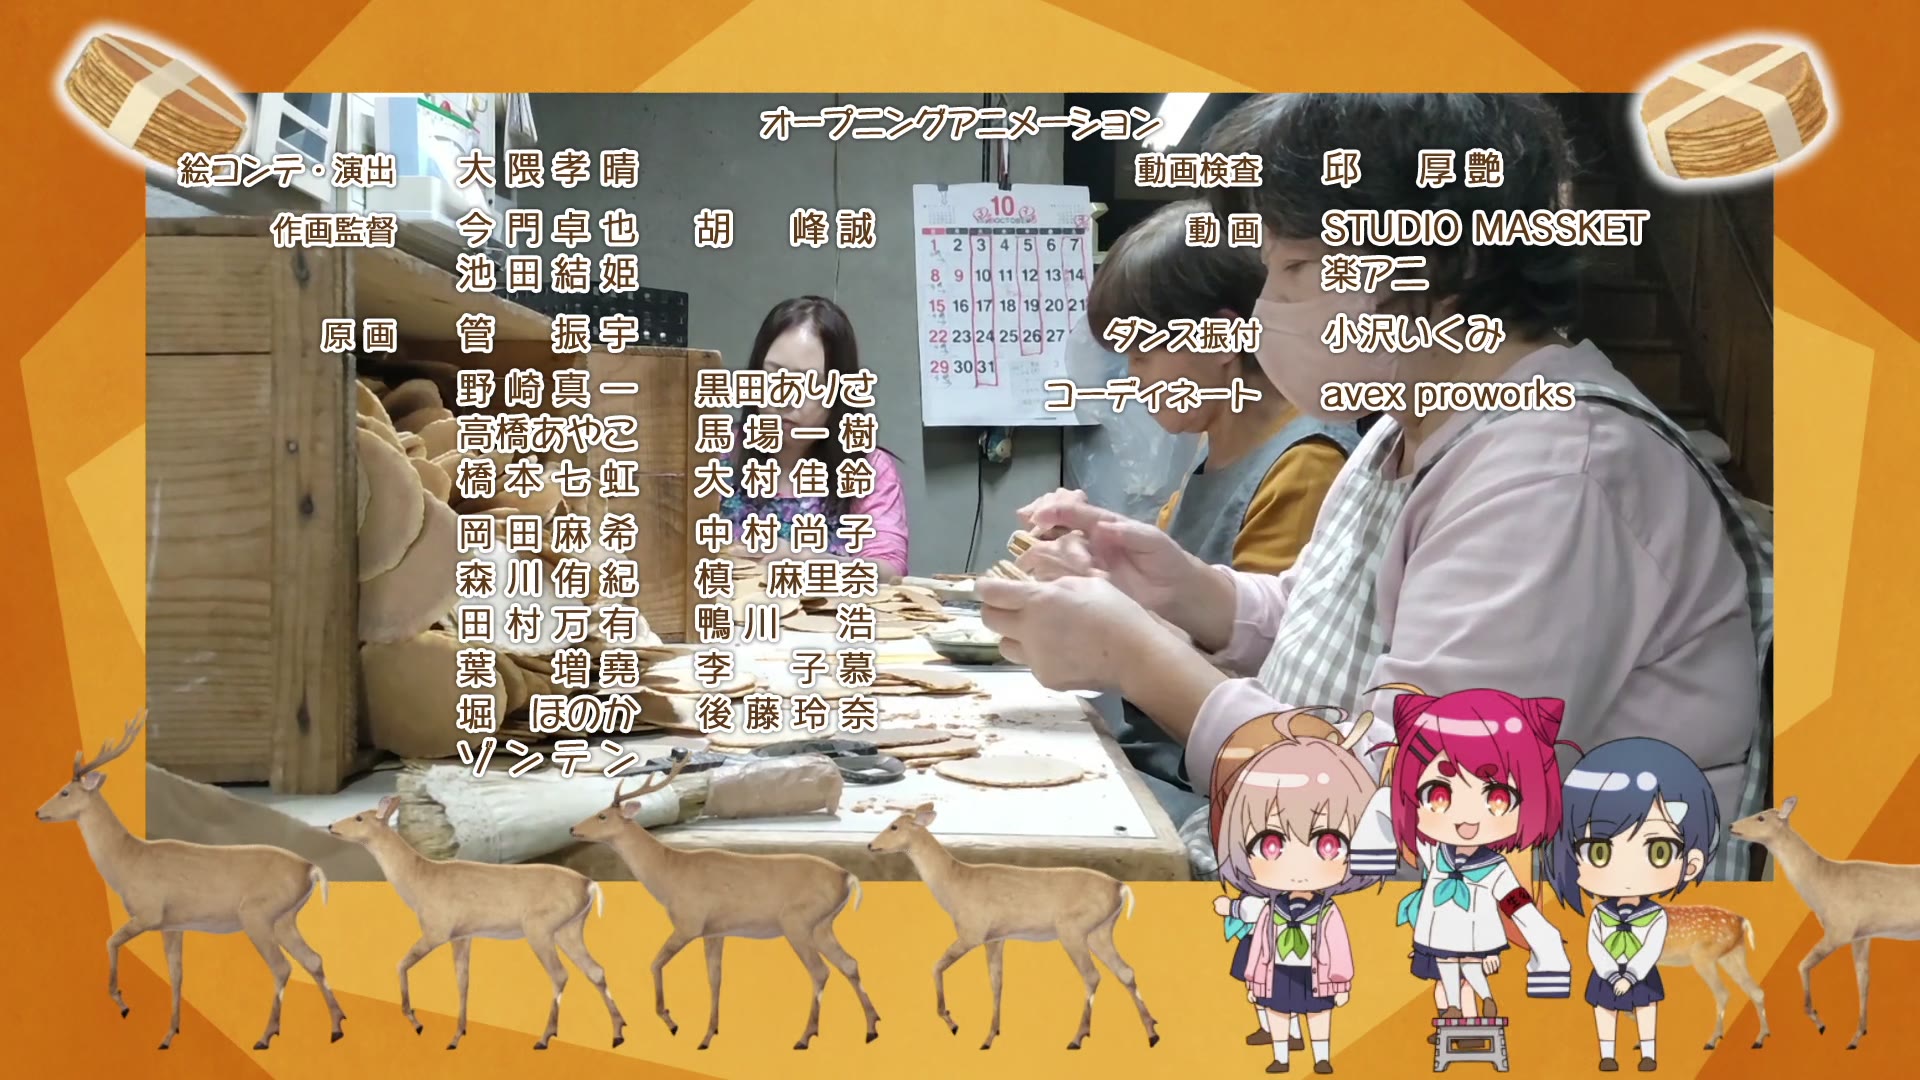 オープニングアニメーション
絵コンテ・演出 大隈孝晴
作画監督 今門卓也 胡 峰誠
池田結姫
原画 管 振宇
野崎真一 黒田ありさ
高橋あやこ 馬場一樹
橋本七虹 大村佳鈴
岡田麻希 中村尚子
森川侑紀 槙 麻里奈
田村万有 鴨川 浩
葉 増堯 李 子慕
堀 ほのか 後藤玲奈
ゾンテン
動画検査 邱 厚艶
動画 STUDIO MASSKET
楽アニ
ダンス振付 小沢いくみ
コーディネート avex proworks
10
OCTOBER
1 2 3 4 5 6 7
8 9 10 11 12 13 14
15 16 17 18 19 20 21
22 23 24 25 26 27
29 30 31